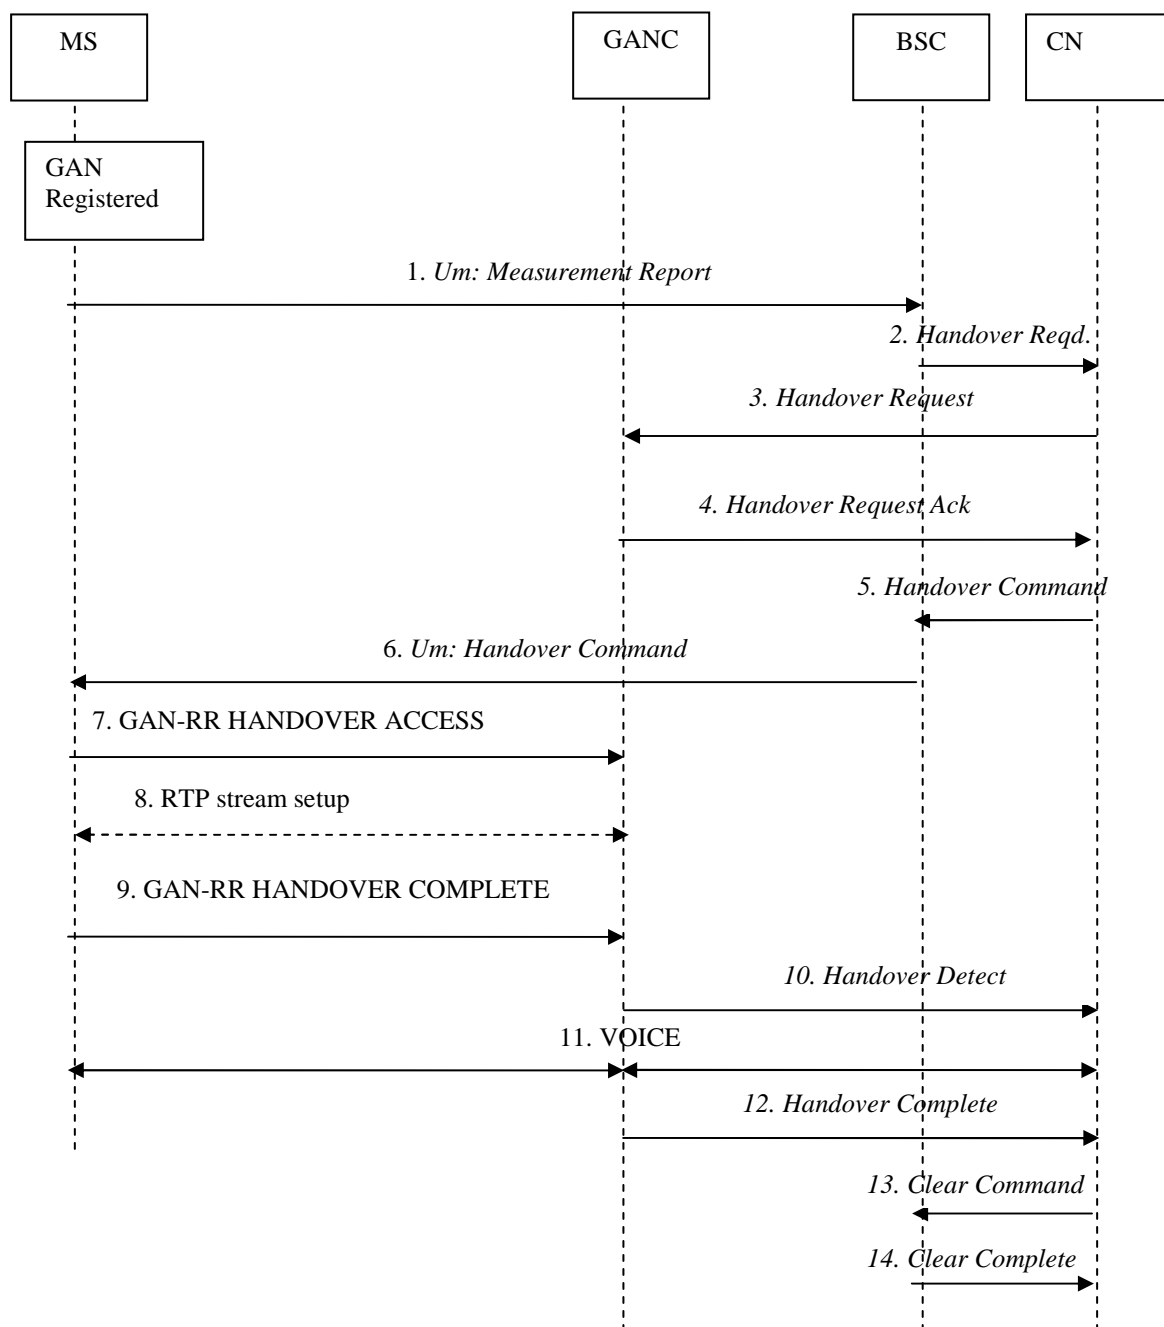 MS
GANC
BSC
CN
GAN
Registered
1. Um: Measurement Report
2. Handover Reqd.
3. Handover Request
4. Handover Request Ack
5. Handover Command
6. Um: Handover Command
7. GAN-RR HANDOVER ACCESS
8. RTP stream setup
9. GAN-RR HANDOVER COMPLETE
10. Handover Detect
11. VOICE
12. Handover Complete
13. Clear Command
14. Clear Complete